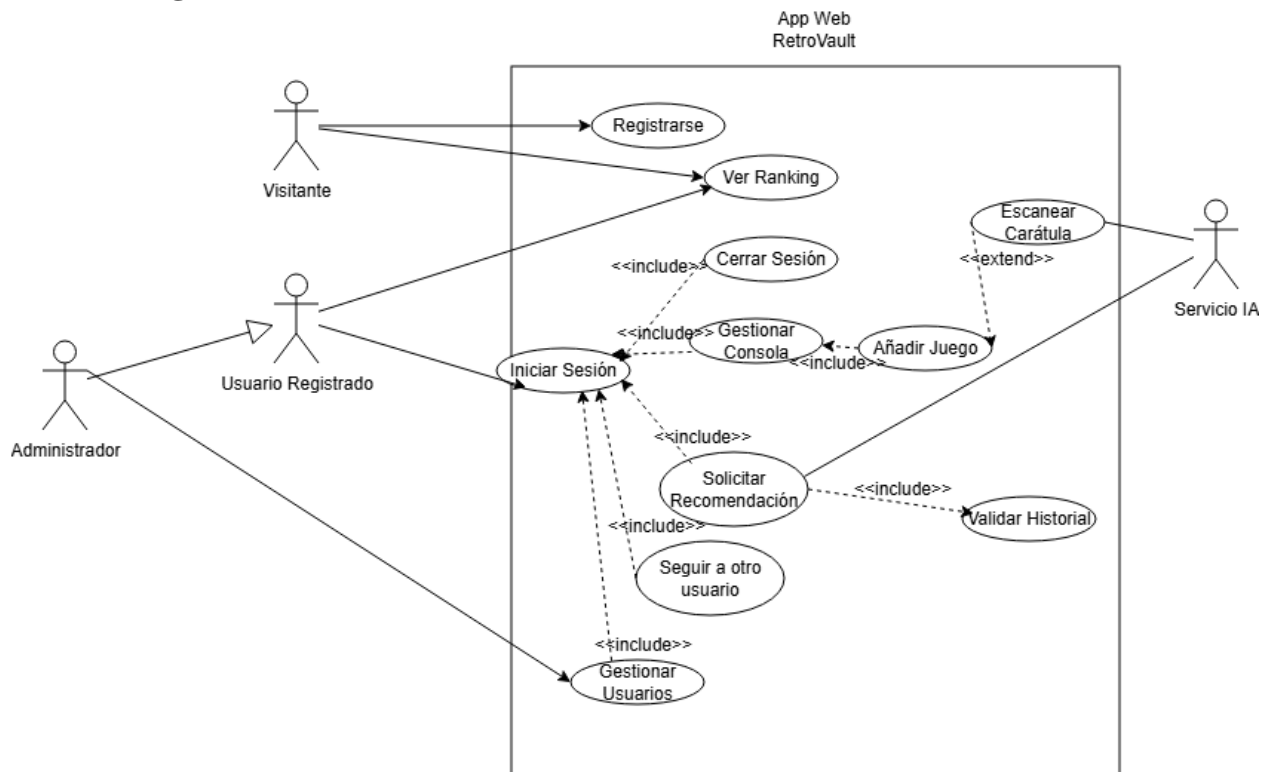 App Web
RetroVault
Registrarse
Visitante
Ver Ranking
Escanear
Carátula
<<include>>
Cerrar Sesión
<<extend>>
Servicio IA
<<include>>
Gestionar
Consola
Añadir Juego
<<include>>
Iniciar Sesión
Usuario Registrado
Administrador
<<include>>
Solicitar
Recomendación
<<include>>
Validar Historial
<<include>>
Seguir a otro
usuario
<<include>>
Gestionar
Usuarios